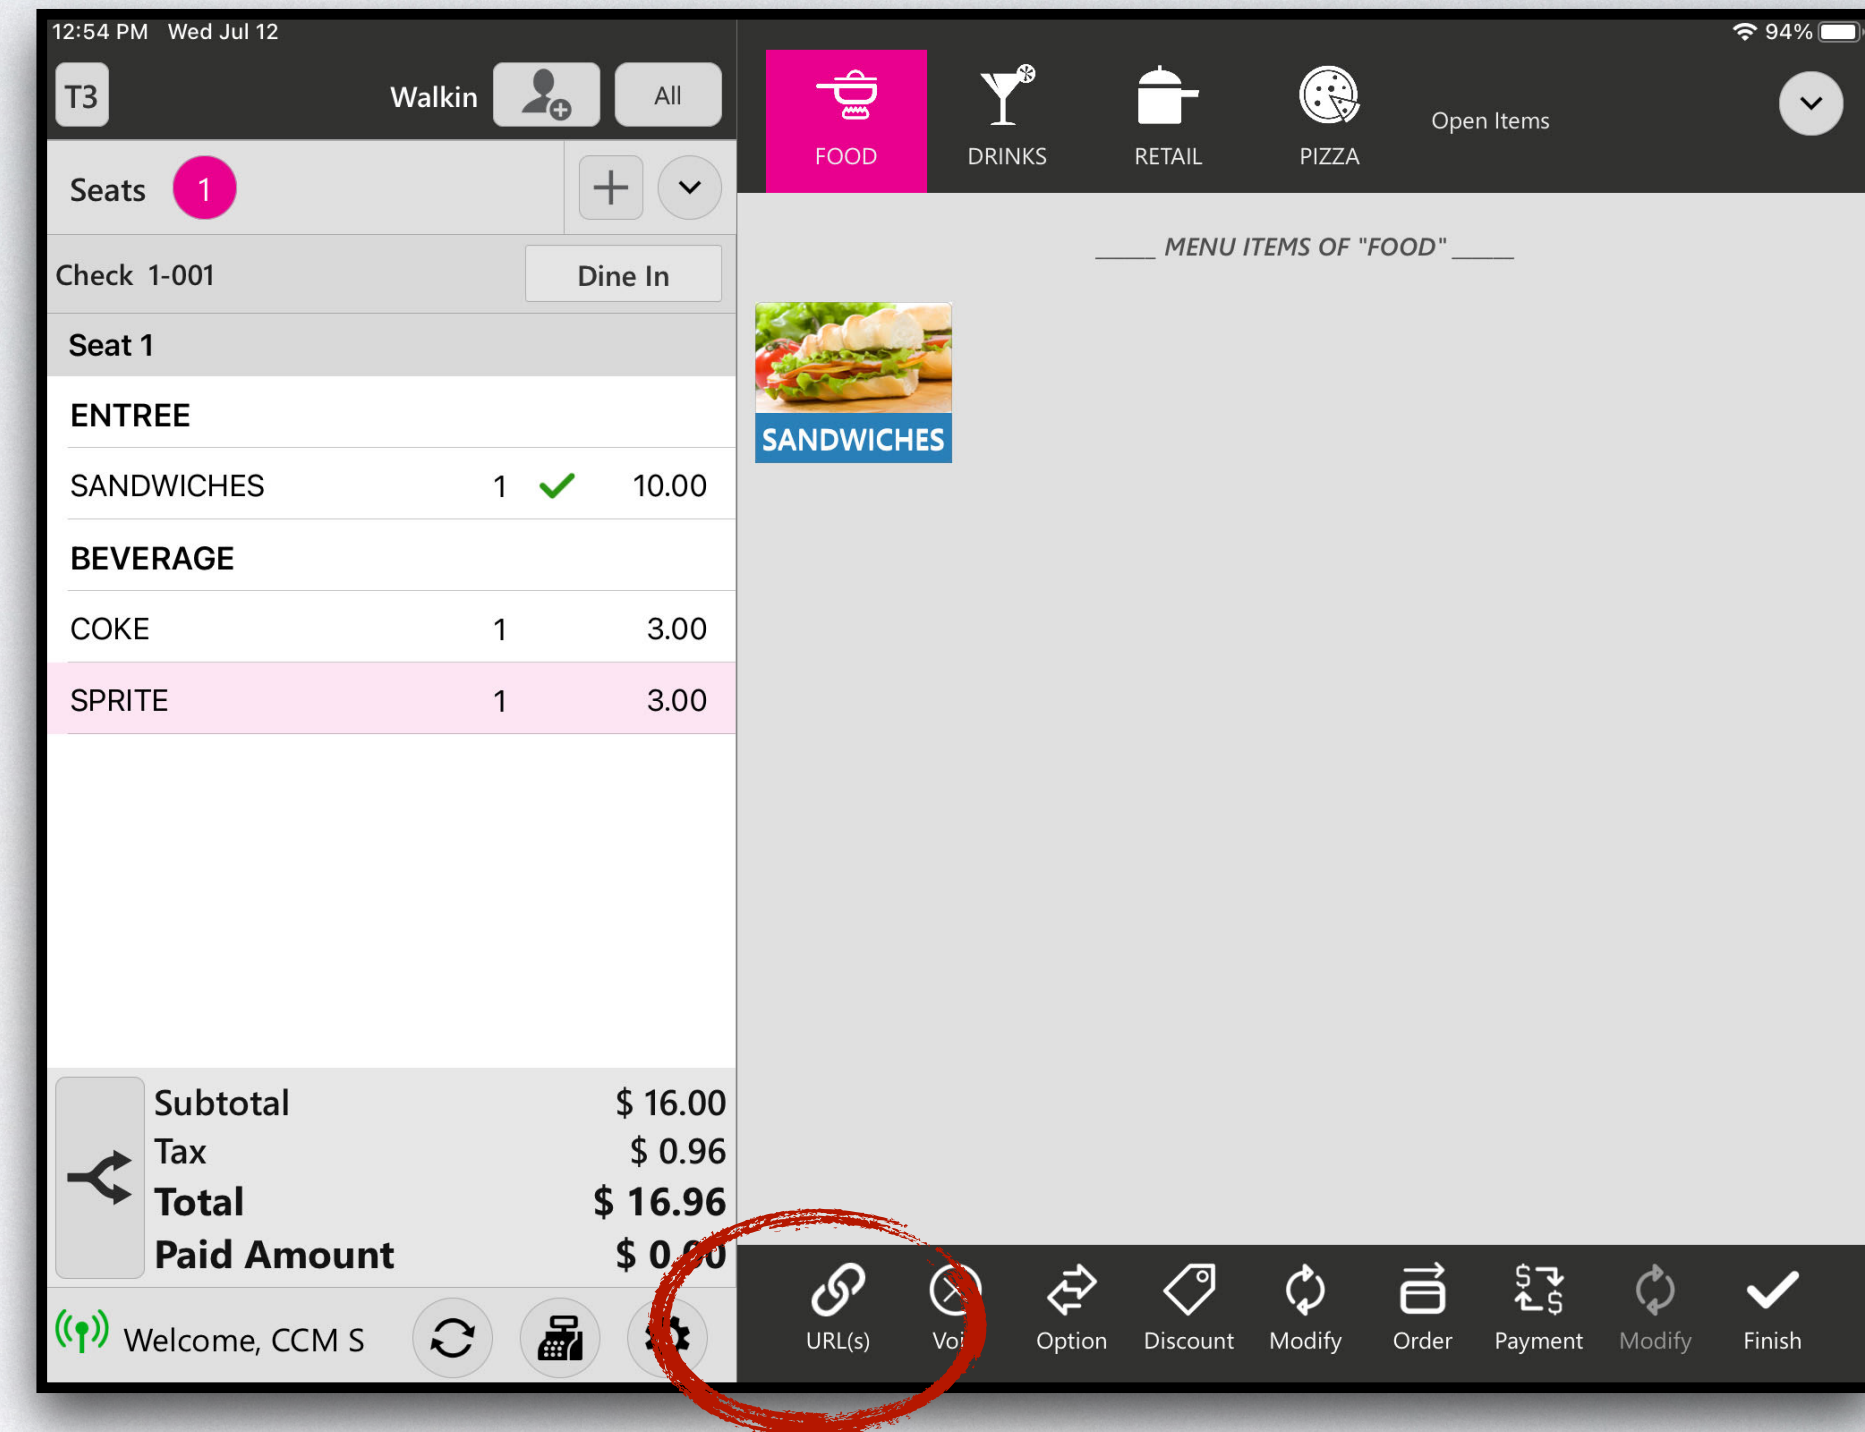 12:54 PM Wed Jul 12
94%
T3 Walkin All
FOOD DRINKS RETAIL PIZZA Open Items
Seats 1
Check 1-001 Dine In
MENU ITEMS OF "FOOD"
Seat 1
ENTREE
SANDWICHES 1 10.00
BEVERAGE
COKE 1 3.00
SPRITE 1 3.00
SANDWICHES
Subtotal $ 16.00
Tax $ 0.96
Total $ 16.96
Paid Amount $ 0.00
Welcome, CCM S
URL(s) Voi Option Discount Modify Order Payment Modify Finish